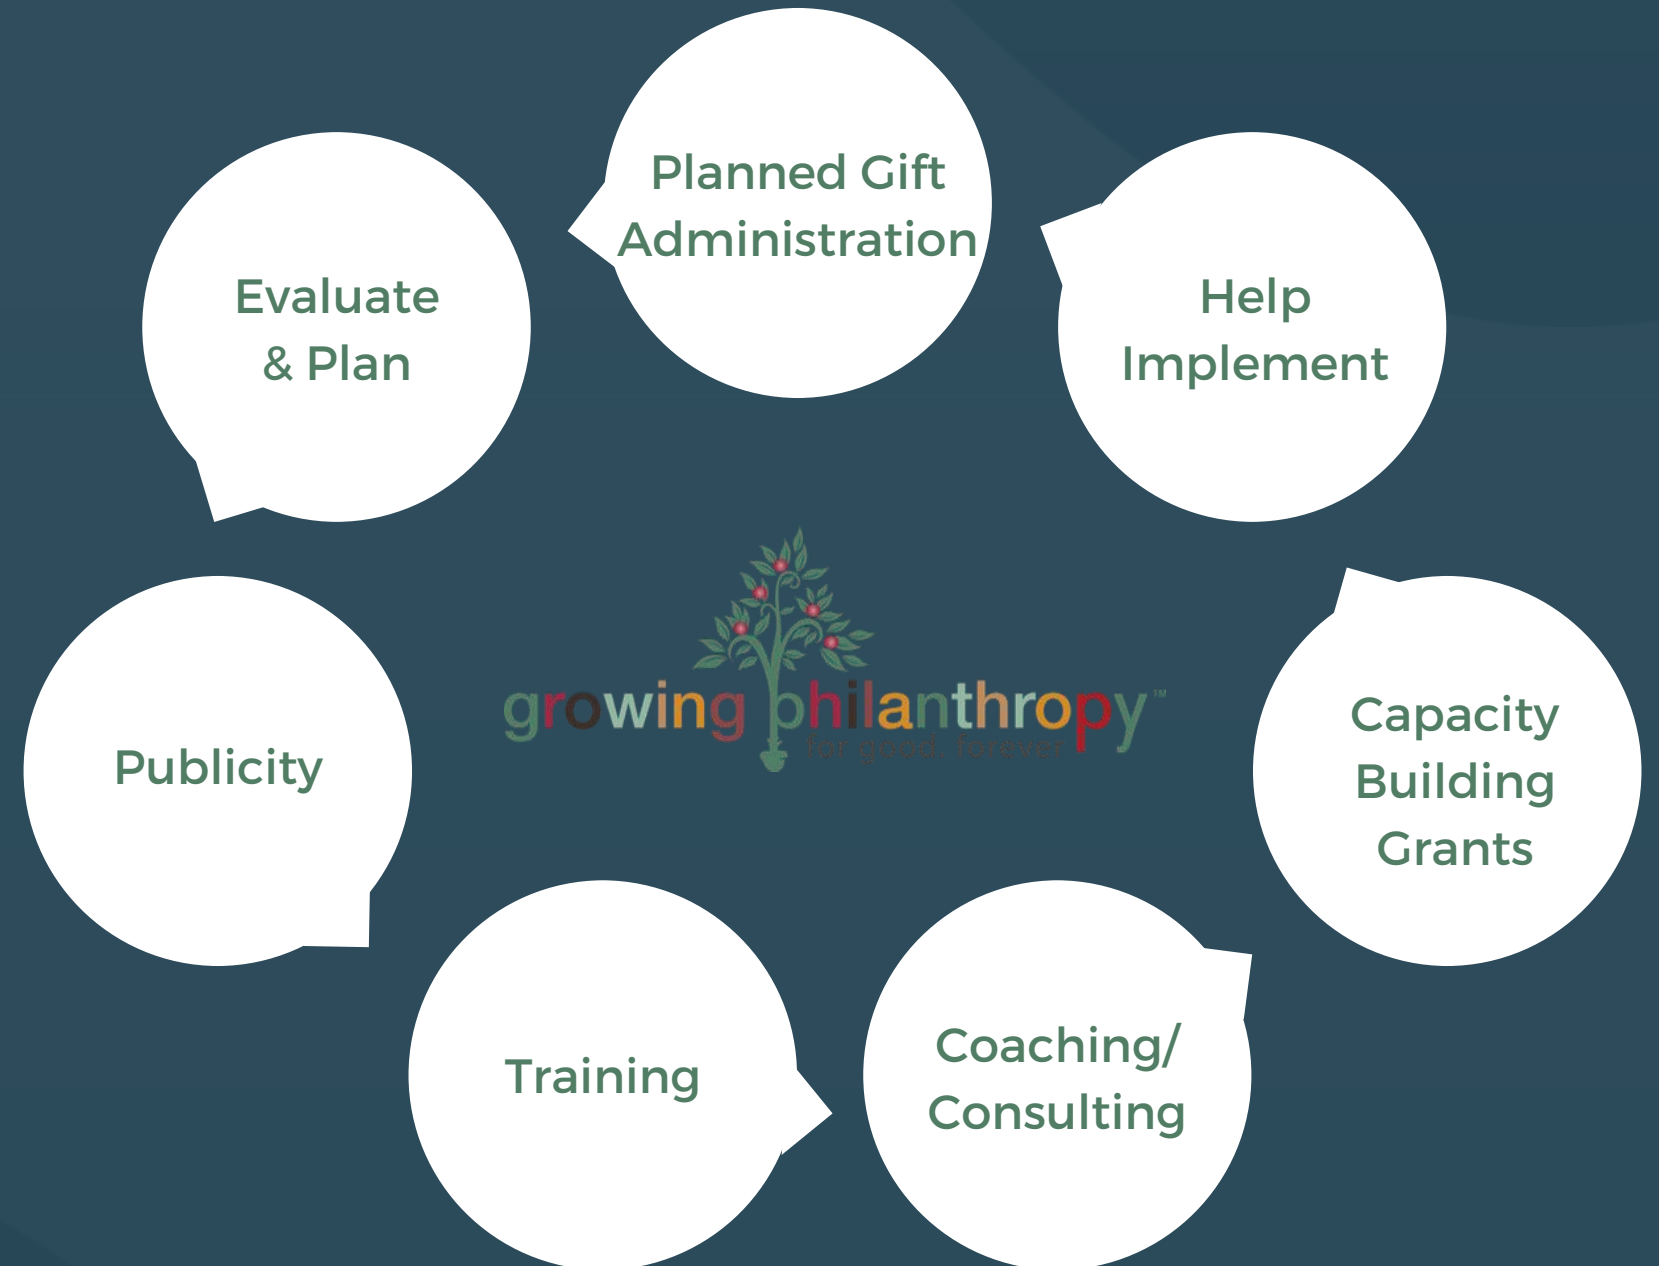 Planned Gift
Administration
Evaluate
& Plan
Help
Implement
growing philanthropy™
for good, forever
Publicity
Capacity
Building
Grants
Training
Coaching/
Consulting